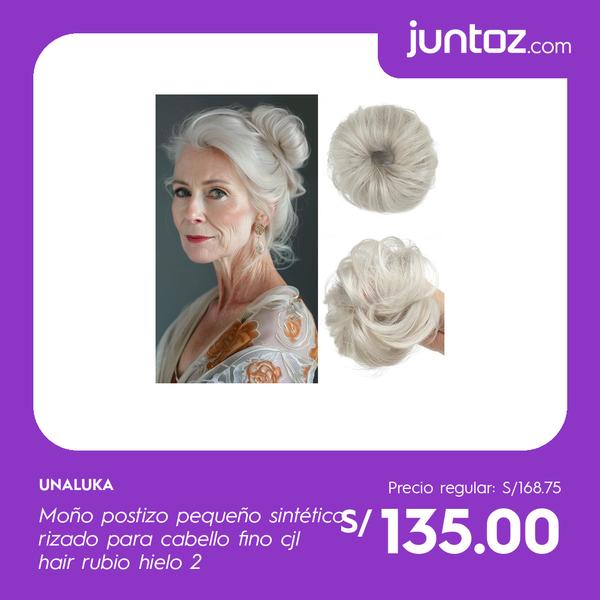 juntoz.com
UNALUKA
Moño postizo pequeño sintético
rizado para cabello fino cjl
hair rubio hielo 2
Precio regular: S/168.75
S/ 135.00